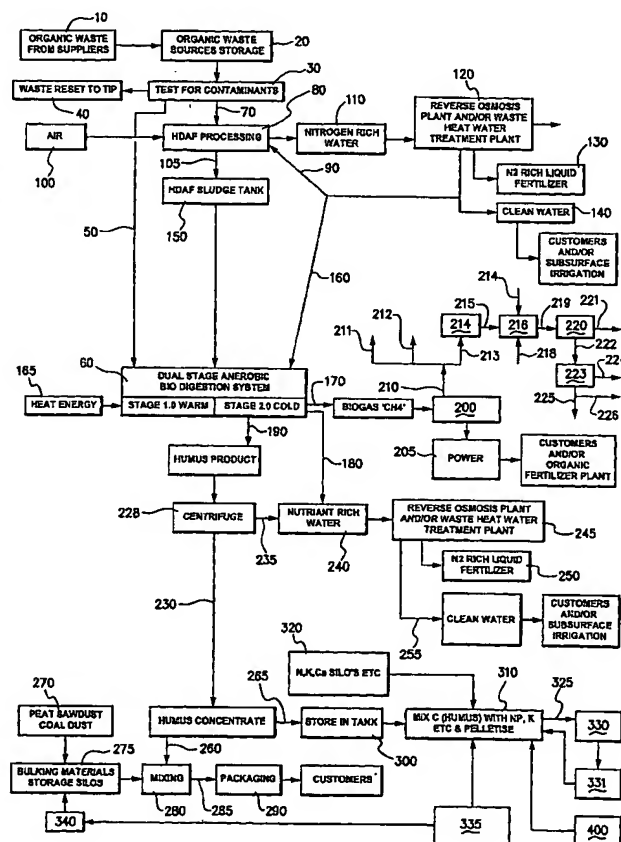 10
ORGANIC WASTE
FROM SUPPLIERS
ORGANIC WASTE
SOURCES STORAGE
20
30
WASTE RESET TO TIP
TEST FOR CONTAMINANTS
40
70
80
110
120
AIR
HDAF PROCESSING
NITROGEN RICH
WATER
REVERSE OSMOSIS
PLANT AND/OR WASTE
HEAT WATER
TREATMENT PLANT
100
105
90
130
N2 RICH LIQUID
FERTILIZER
HDAF SLUDGE TANK
150
140
CLEAN WATER
50
160
CUSTOMERS
AND/OR
SUBSURFACE
IRRIGATION
214
211
212
215
219
221
214
216
220
213
218
222
223
224
225
226
60
DUAL STAGE ANEROBIC
BIO DIGESTION SYSTEM
165
HEAT ENERGY
STAGE 1.0 WARM
STAGE 2.0 COLD
170
BIOGAS 'CH4'
210
200
190
180
205
POWER
CUSTOMERS
AND/OR
ORGANIC
FERTILIZER PLANT
HUMUS PRODUCT
228
CENTRIFUGE
235
NUTRIANT RICH
WATER
240
REVERSE OSMOSIS PLANT
AND/OR WASTE HEAT WATER
TREATMENT PLANT
245
N2 RICH LIQUID
FERTILIZER
250
230
255
CLEAN WATER
CUSTOMERS
AND/OR
SUBSURFACE
IRRIGATION
320
N,K,Ca SILO'S ETC
310
270
PEAT SAWDUST
COAL DUST
265
325
HUMUS CONCENTRATE
STORE IN TANK
MIX C (HUMUS) WITH NP, K
ETC & PELLETISE
330
275
260
300
BULKING MATERIALS
STORAGE SILOS
MIXING
PACKAGING
CUSTOMERS
331
280
285
290
340
335
400